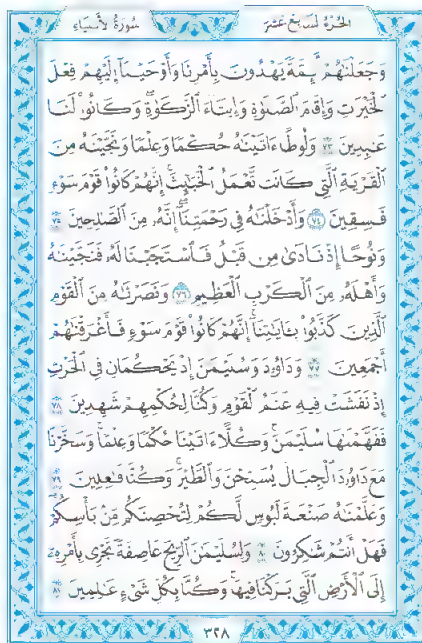 الجزء السابع عشر سورة الأنبياء
وَجَعَلْنَٰهُمْ أَئِمَّةً يَهْدُونَ بِأَمْرِنَا وَأَوْحَيْنَآ إِلَيْهِمْ فِعْلَ
ٱلْخَيْرَٰتِ وَإِقَامَ ٱلصَّلَوٰةِ وَإِيتَآءَ ٱلزَّكَوٰةِ ۖ وَكَانُوا۟ لَنَا
عَٰبِدِينَ ٧٣ وَلُوطًا ءَاتَيْنَٰهُ حُكْمًا وَعِلْمًا وَنَجَّيْنَٰهُ مِنَ
ٱلْقَرْيَةِ ٱلَّتِى كَانَت تَّعْمَلُ ٱلْخَبَٰٓئِثَ ۗ إِنَّهُمْ كَانُوا۟ قَوْمَ سَوْءٍ
فَٰسِقِينَ ٧٤ وَأَدْخَلْنَٰهُ فِى رَحْمَتِنَآ ۖ إِنَّهُۥ مِنَ ٱلصَّٰلِحِينَ ٧٥
وَنُوحًا إِذْ نَادَىٰ مِن قَبْلُ فَٱسْتَجَبْنَا لَهُۥ فَنَجَّيْنَٰهُ
وَأَهْلَهُۥ مِنَ ٱلْكَرْبِ ٱلْعَظِيمِ ٧٦ وَنَصَرْنَٰهُ مِنَ ٱلْقَوْمِ
ٱلَّذِينَ كَذَّبُوا۟ بِـَٔايَٰتِنَآ ۚ إِنَّهُمْ كَانُوا۟ قَوْمَ سَوْءٍ فَأَغْرَقْنَٰهُمْ
أَجْمَعِينَ ٧٧ وَدَاوُۥدَ وَسُلَيْمَٰنَ إِذْ يَحْكُمَانِ فِى ٱلْحَرْثِ
إِذْ نَفَشَتْ فِيهِ غَنَمُ ٱلْقَوْمِ وَكُنَّا لِحُكْمِهِمْ شَٰهِدِينَ ٧٨
فَفَهَّمْنَٰهَا سُلَيْمَٰنَ ۚ وَكُلًّا ءَاتَيْنَا حُكْمًا وَعِلْمًا ۚ وَسَخَّرْنَا
مَعَ دَاوُۥدَ ٱلْجِبَالَ يُسَبِّحْنَ وَٱلطَّيْرَ ۚ وَكُنَّا فَٰعِلِينَ ٧٩
وَعَلَّمْنَٰهُ صَنْعَةَ لَبُوسٍ لَّكُمْ لِتُحْصِنَكُم مِّنۢ بَأْسِكُمْ ۖ
فَهَلْ أَنتُمْ شَٰكِرُونَ ٨٠ وَلِسُلَيْمَٰنَ ٱلرِّيحَ عَاصِفَةً تَجْرِى بِأَمْرِهِۦٓ
إِلَى ٱلْأَرْضِ ٱلَّتِى بَٰرَكْنَا فِيهَا ۚ وَكُنَّا بِكُلِّ شَىْءٍ عَٰلِمِينَ ٨١
٣٢٨